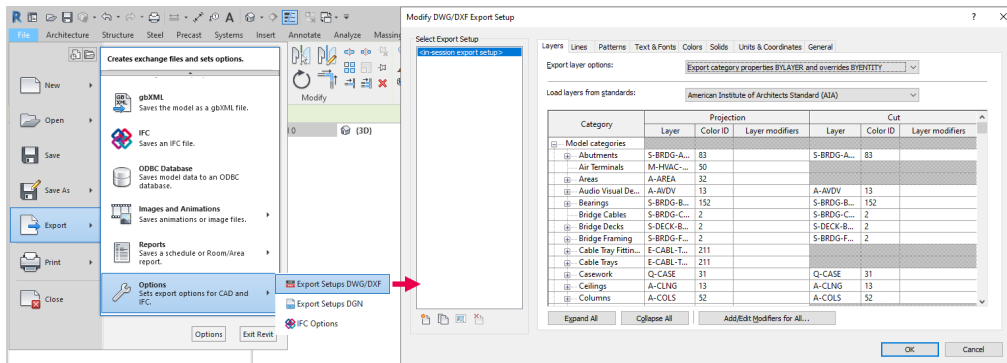 File Architecture Structure Steel Precast Systems Insert Annotate Analyze Massing
Creates exchange files and sets options.
New
Open
Save
Save As
Export
Print
Close
gbXML
Saves the model as a gbXML file.
IFC
Saves an IFC file.
ODBC Database
Saves model data to an ODBC
database.
Images and Animations
Saves animations or image files.
Reports
Saves a schedule or Room/Area
report.
Options
Sets export options for CAD and
IFC.
Options Exit Revit
Modify
(3D)
Export Setups DWG/DXF
Export Setups DGN
IFC Options
Modify DWG/DXF Export Setup ? X
Select Export Setup
<in-session export setup>
Layers Lines Patterns Text & Fonts Colors Solids Units & Coordinates General
Export layer options: Export category properties BYLAYER and overrides BYENTITY
Load layers from standards: American Institute of Architects Standard (AIA)
Category Projection Cut
Layer Color ID Layer modifiers Layer Color ID Layer modifiers
Model categories
Abutments S-BRDG-A... 83 S-BRDG-A... 83
Air Terminals M-HVAC-... 50
Areas A-AREA 32
Audio Visual De... A-AVDV 13 A-AVDV 13
Bearings S-BRDG-B... 152 S-BRDG-B... 152
Bridge Cables S-BRDG-C... 2 S-BRDG-C... 2
Bridge Decks S-DECK-B... 2 S-DECK-B... 2
Bridge Framing S-BRDG-F... 2 S-BRDG-F... 2
Cable Tray Fittin... E-CABL-T... 211
Cable Trays E-CABL-T... 211
Casework Q-CASE 31 Q-CASE 31
Ceilings A-CLNG 13 A-CLNG 13
Columns A-COLS 52 A-COLS 52
Expand All Collapse All Add/Edit Modifiers for All...
OK Cancel